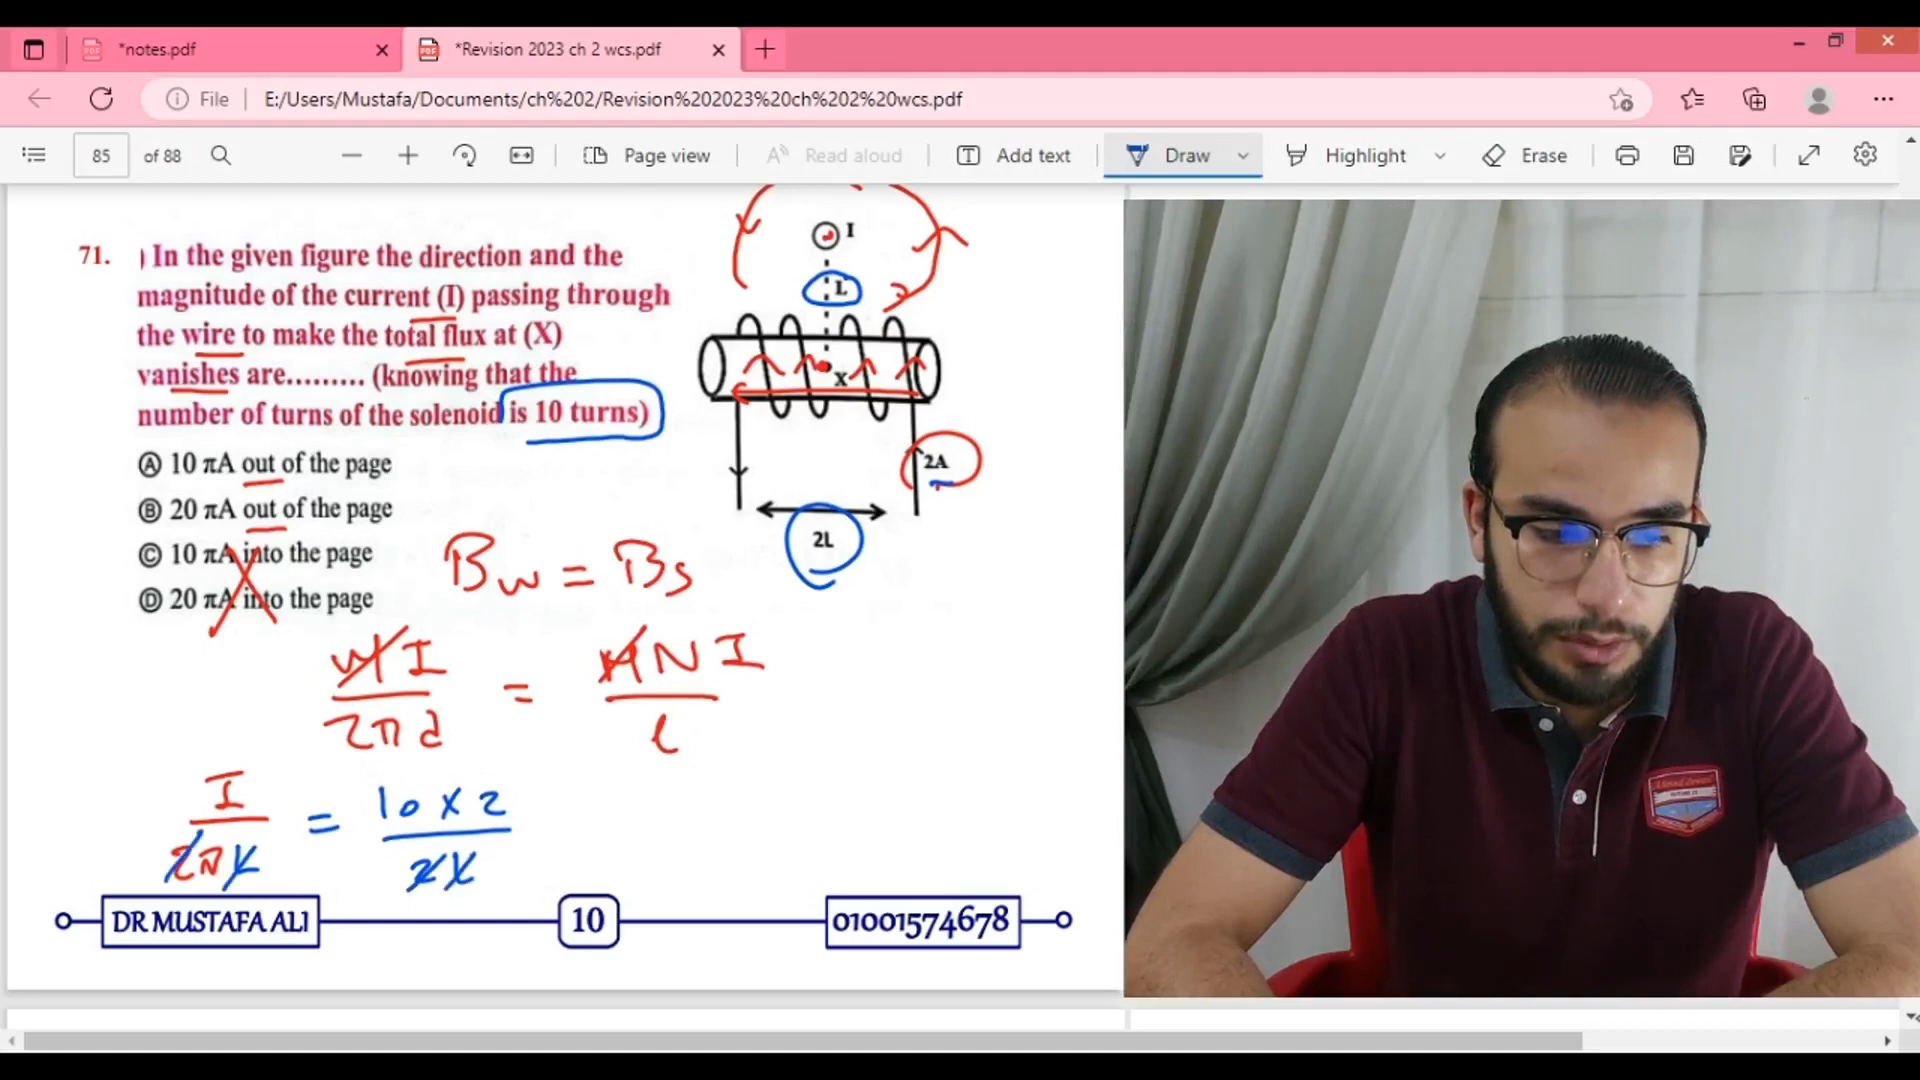 *notes.pdf
*Revision 2023 ch 2 wcs.pdf
File
E:/Users/Mustafa/Documents/ch%202/Revision%202023%20ch%202%20wcs.pdf
85 of 88
Page view
Read aloud
Add text
Draw
Highlight
Erase
71. ) In the given figure the direction and the
magnitude of the current (I) passing through
the wire to make the total flux at (X)
vanishes are......... (knowing that the
number of turns of the solenoid is 10 turns)
Ⓐ 10 πA out of the page
Ⓑ 20 πA out of the page
Ⓒ 10 πA into the page
Ⓓ 20 πA into the page
I
L
X
2A
2L
Bw = Bs
μI / 2πd = μNI / l
I / 2πL = 10 x 2 / 2L
DR MUSTAFA ALI
10
01001574678